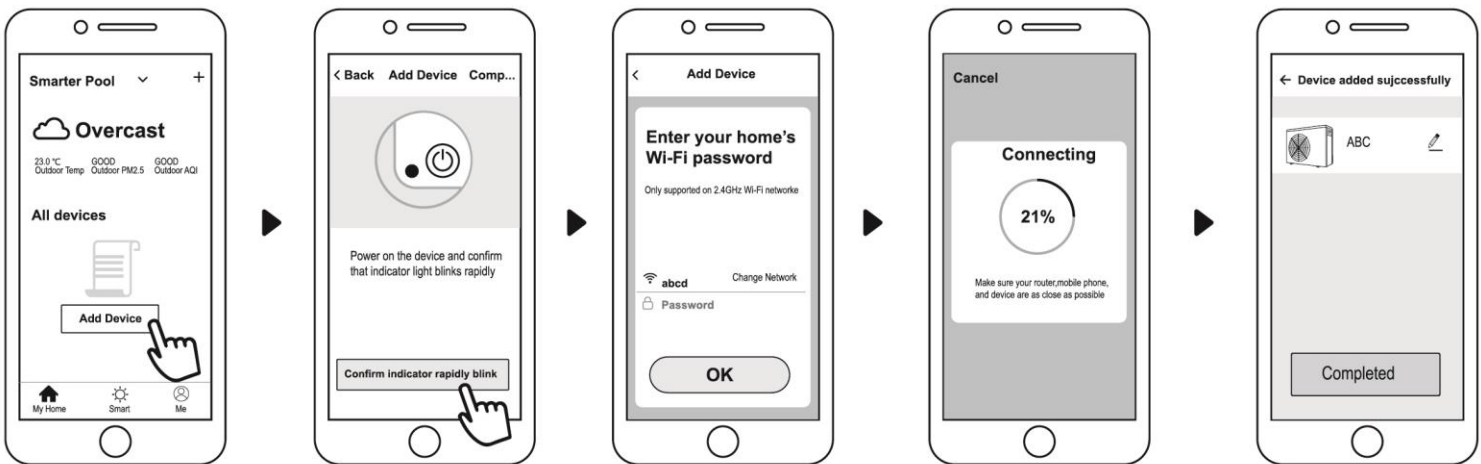 Smarter Pool
+
Overcast
23.0 ℃ GOOD GOOD
Outdoor Temp Outdoor PM2.5 Outdoor AQI
All devices
Add Device
My Home Smart Me
< Back Add Device Comp...
Power on the device and confirm
that indicator light blinks rapidly
Confirm indicator rapidly blink
< Add Device
Enter your home's
Wi-Fi password
Only supported on 2.4GHz Wi-Fi networke
abcd Change Network
Password
OK
Cancel
Connecting
21%
Make sure your router,mobile phone,
and device are as close as possible
← Device added sujccessfully
ABC
Completed